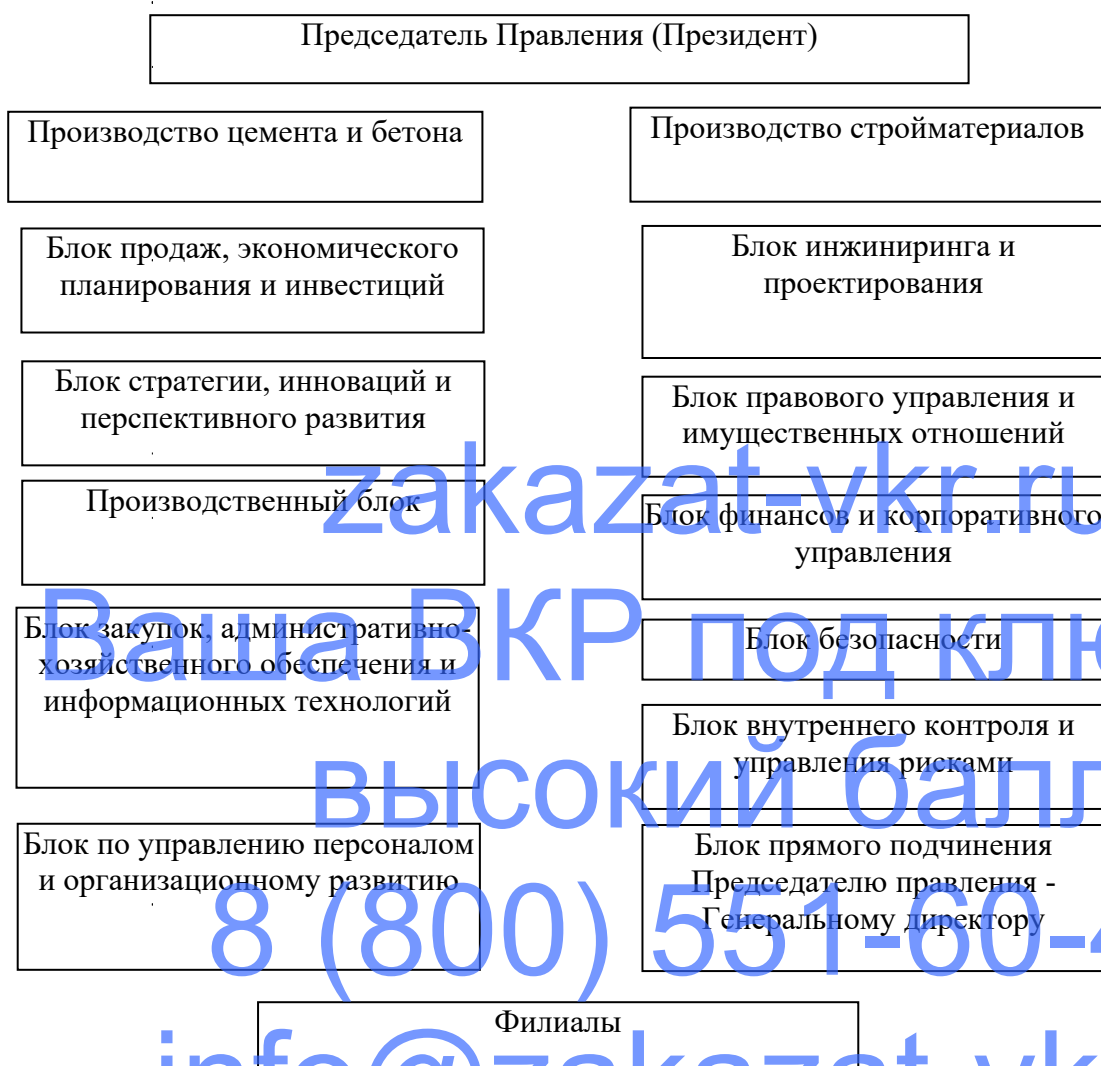 Председатель Правления (Президент)
Производство цемента и бетона
Производство стройматериалов
Блок продаж, экономического
планирования и инвестиций
Блок инжиниринга и
проектирования
Блок стратегии, инноваций и
перспективного развития
Блок правового управления и
имущественных отношений
Производственный блок
Блок финансов и корпоративного
управления
Блок закупок, административно-
хозяйственного обеспечения и
информационных технологий
Блок безопасности
Блок внутреннего контроля и
управления рисками
Блок по управлению персоналом
и организационному развитию
Блок прямого подчинения
Председателю правления -
Генеральному директору
Филиалы
zakazat-vkr.ru
Ваша ВКР под
высокий балл
8 (800) 551-60-